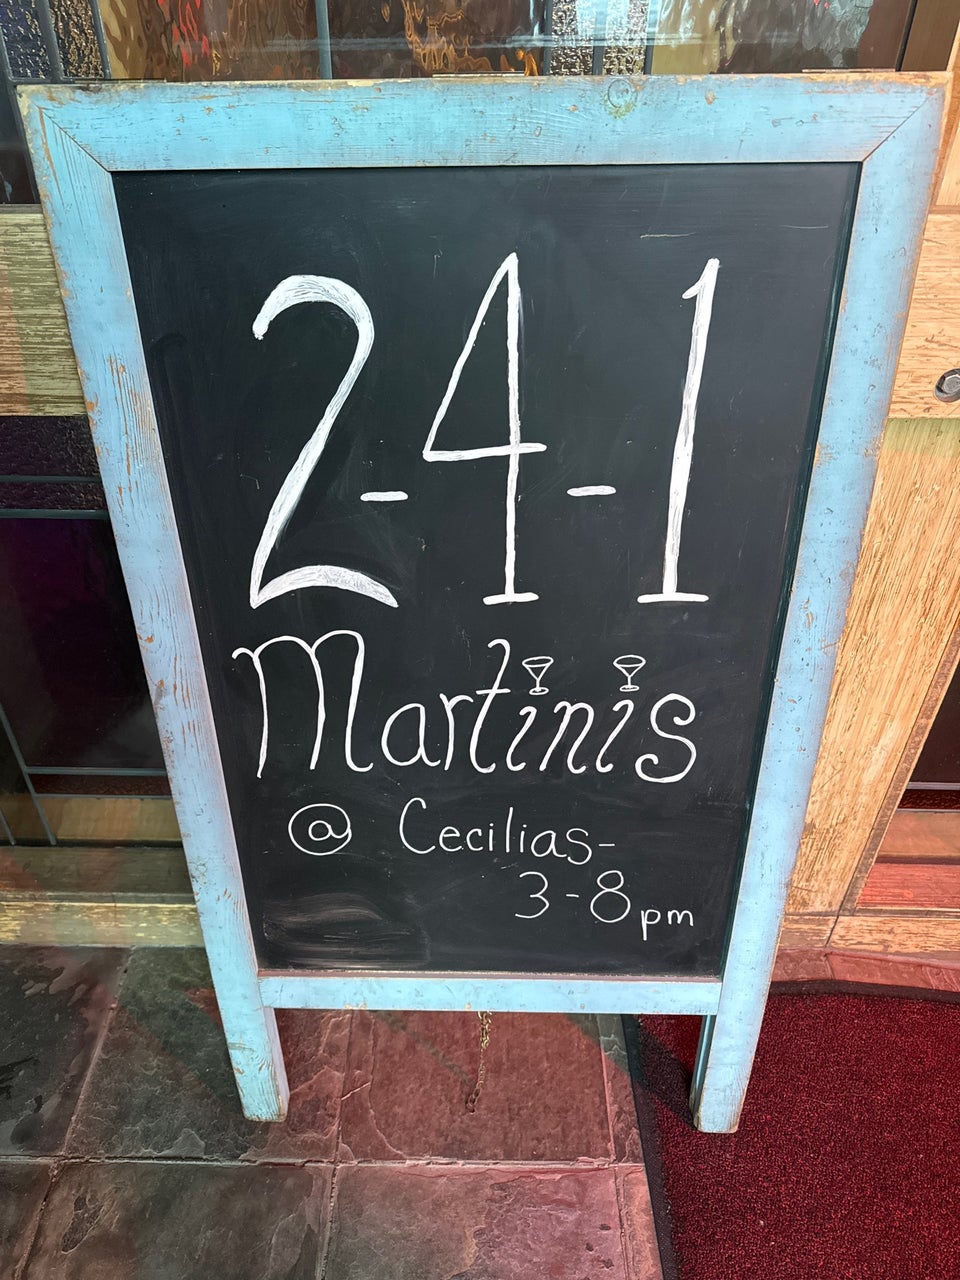 2-4-1
Martinis
@ Cecilias-
3-8pm